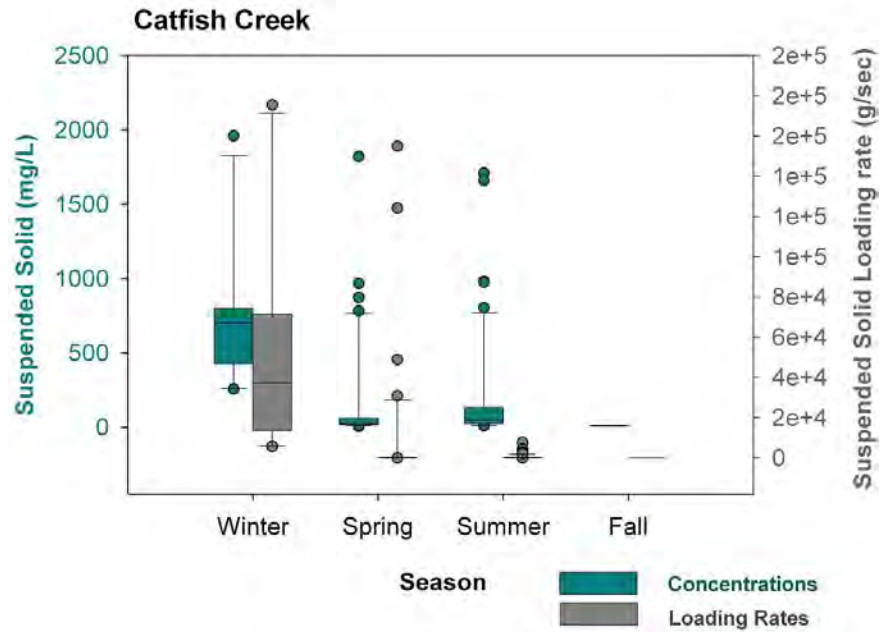 Catfish Creek
Suspended Solid (mg/L)
2500
2000
1500
1000
500
0
2e+5
2e+5
2e+5
1e+5
1e+5
1e+5
8e+4
6e+4
4e+4
2e+4
0
Suspended Solid Loading rate (g/sec)
Winter Spring Summer Fall
Season
Concentrations
Loading Rates